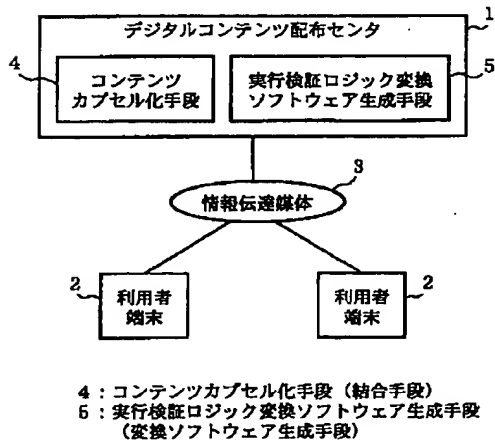 デジタルコンテンツ配布センタ
1
4
コンテンツ
カプセル化手段
実行検証ロジック変換
ソフトウェア生成手段
5
3
情報伝達媒体
2
利用者
端末
利用者
端末
2
4：コンテンツカプセル化手段（結合手段）
5：実行検証ロジック変換ソフトウェア生成手段
（変換ソフトウェア生成手段）